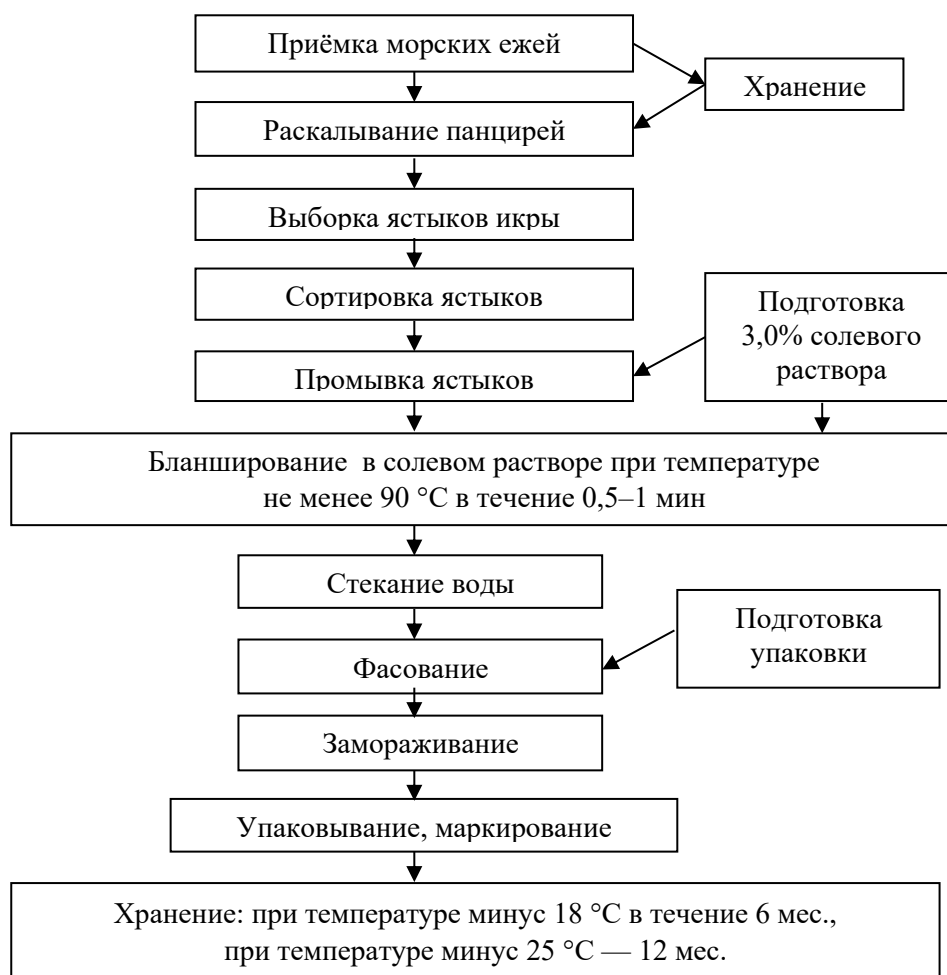 Приёмка морских ежей
Хранение
Раскалывание панцирей
Выборка ястыков икры
Сортировка ястыков
Подготовка
3,0% солевого
раствора
Промывка ястыков
Бланширование в солевом растворе при температуре
не менее 90 °С в течение 0,5–1 мин
Стекание воды
Подготовка
упаковки
Фасование
Замораживание
Упаковывание, маркирование
Хранение: при температуре минус 18 °С в течение 6 мес.,
при температуре минус 25 °С — 12 мес.